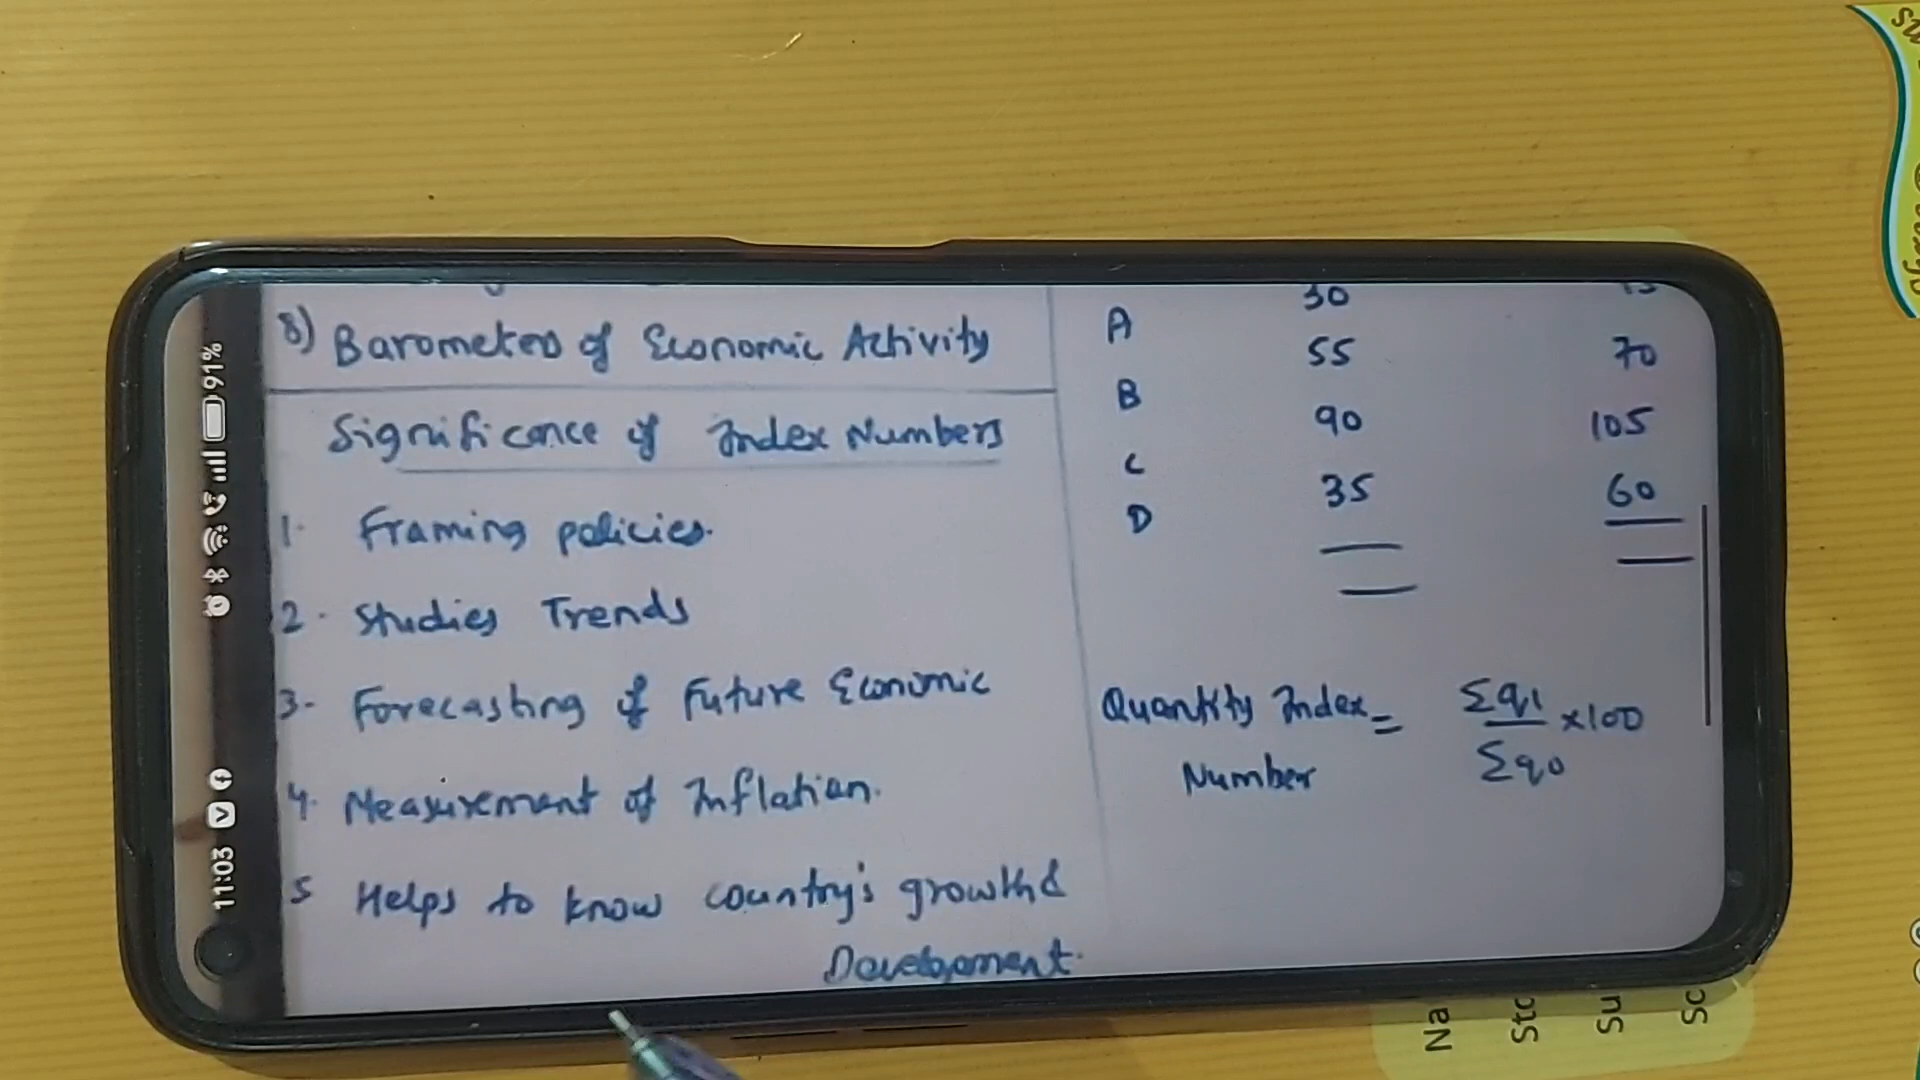 8) Barometers of Economic Activity
Significance of Index Numbers
1. Framing policies.
2. Studies Trends
3- Forecasting of Future Economic
4. Measurement of Inflation.
5 Helps to know country's growth &
Development.
30
A 55 70
B 90 105
C 35 60
D
Quantity Index = Σq1 ×100
Number Σq0
11:03
91%
Na
Sto
Su
Sc